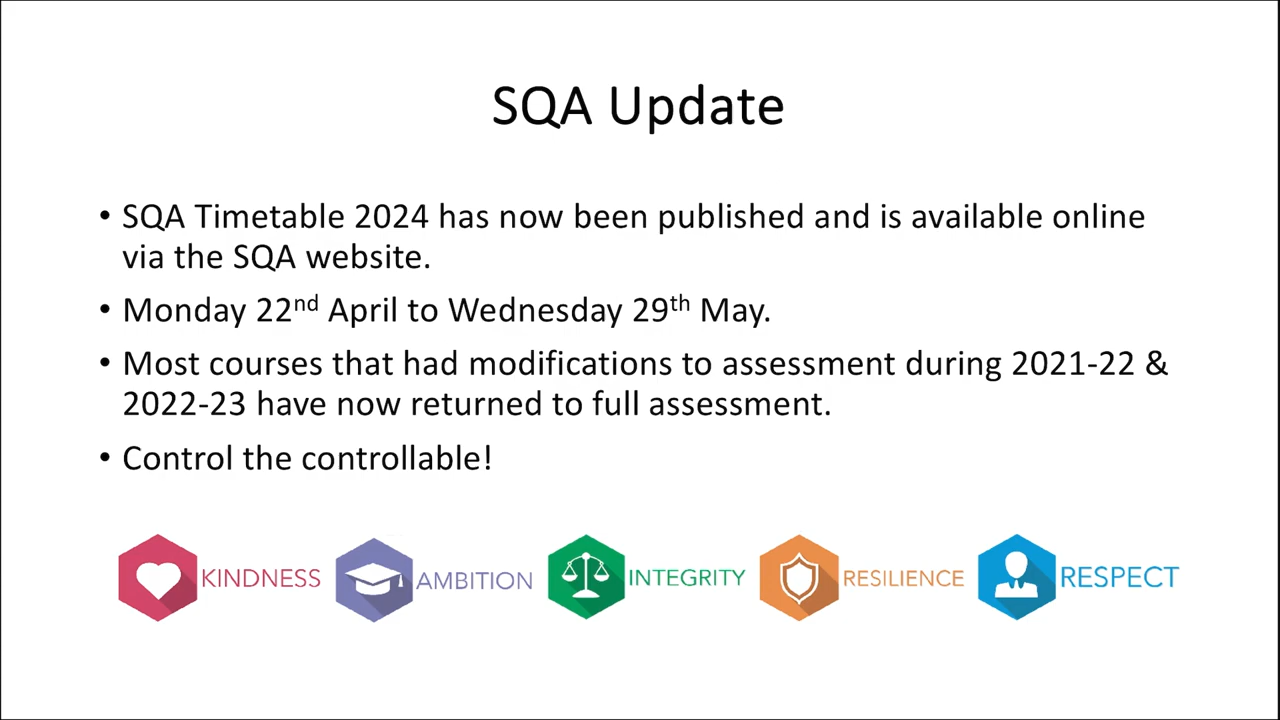 SQA Update
• SQA Timetable 2024 has now been published and is available online
via the SQA website.
• Monday 22nd April to Wednesday 29th May.
• Most courses that had modifications to assessment during 2021-22 &
2022-23 have now returned to full assessment.
• Control the controllable!
KINDNESS AMBITION INTEGRITY RESILIENCE RESPECT